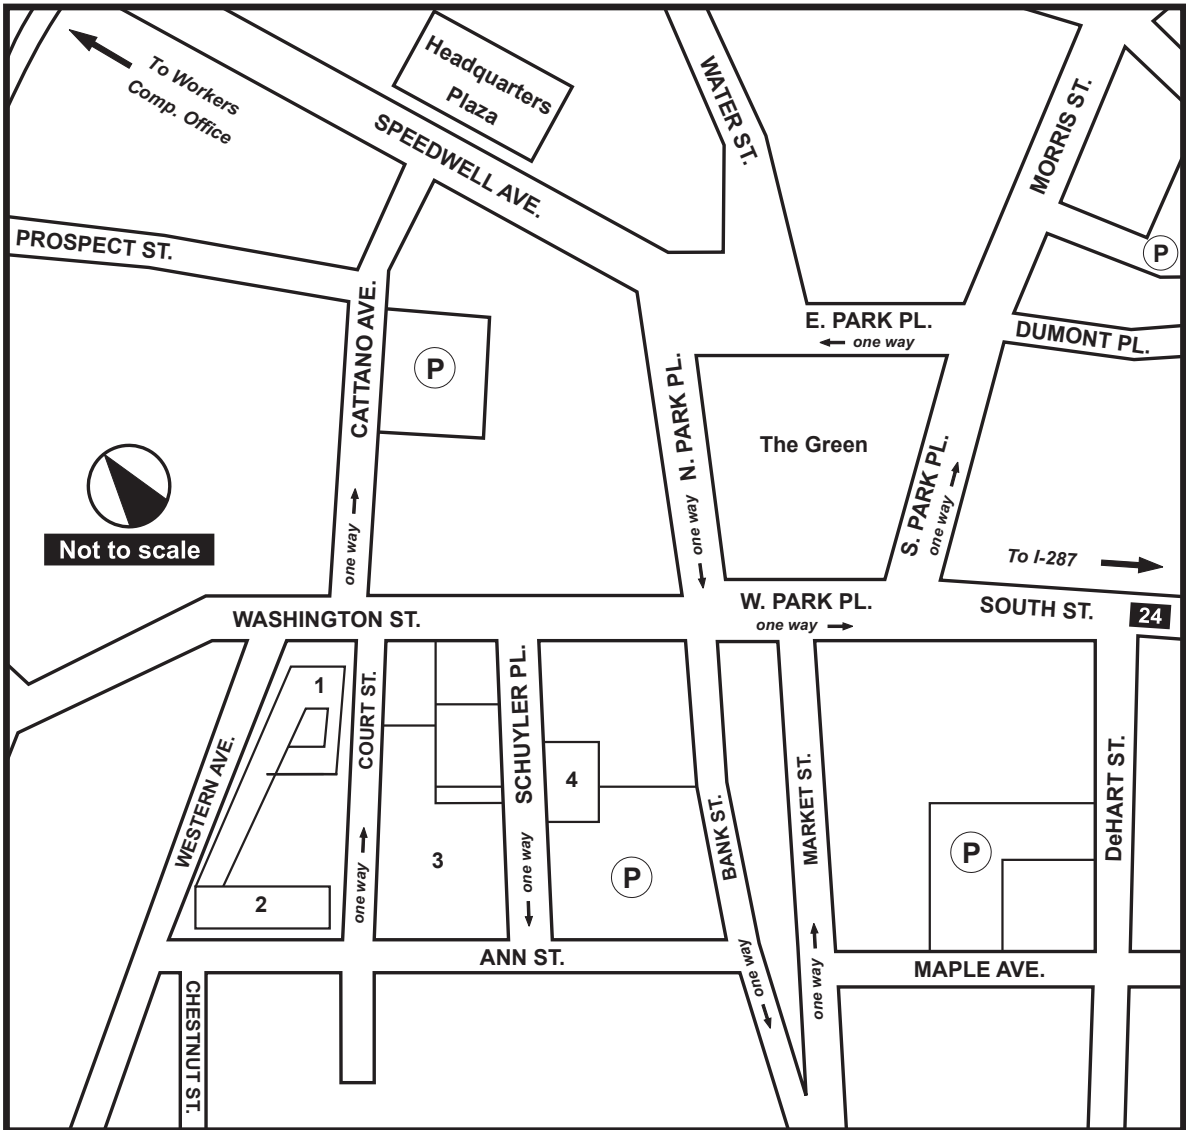 To Workers
Comp. Office
Headquarters
Plaza
SPEEDWELL AVE.
WATER ST.
MORRIS ST.
P
PROSPECT ST.
CATTANO AVE.
one way
P
N. PARK PL.
one way
E. PARK PL.
one way
DUMONT PL.
The Green
S. PARK PL.
one way
To I-287
Not to scale
WASHINGTON ST.
W. PARK PL.
one way
SOUTH ST.
24
WESTERN AVE.
1
2
COURT ST.
one way
3
SCHUYLER PL.
one way
4
P
BANK ST.
one way
MARKET ST.
one way
P
DeHART ST.
ANN ST.
MAPLE AVE.
CHESTNUT ST.